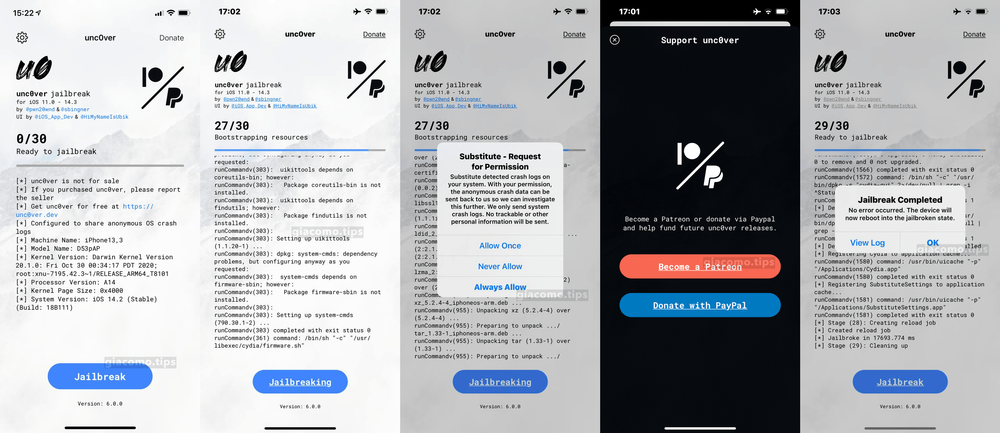 15:22
unc0ver
Donate
u0
unc0ver jailbreak
for iOS 11.0 - 14.3
by @pwn20wnd & @sbingner
UI by @iOS_App_Dev & @HiMyNameIsUbik
0/30
Ready to jailbreak
[*] unc0ver is not for sale
[*] If you purchased unc0ver, please report
the seller
[*] Get unc0ver for free at https://
unc0ver.dev
[*] Configured to share anonymous OS crash
logs
[*] Machine Name: iPhone13,3
[*] Model Name: D53pAP
[*] Kernel Version: Darwin Kernel Version
20.1.0: Fri Oct 30 00:34:17 PDT 2020;
root:xnu-7195.42.3~1/RELEASE_ARM64_T8101
[*] Processor Version: A14
[*] Kernel Page Size: 0x4000
[*] System Version: iOS 14.2 (Stable)
(Build: 18B111)
giacomo.tips
Jailbreak
Version: 6.0.0
17:02
unc0ver
Donate
u0
unc0ver jailbreak
for iOS 11.0 - 14.3
by @pwn20wnd & @sbingner
UI by @iOS_App_Dev & @HiMyNameIsUbik
27/30
Bootstrapping resources
requested:
runCommandv(303):  uikittools depends on
coreutils-bin; however:
runCommandv(303):   Package coreutils-bin is not
installed.
runCommandv(303):  uikittools depends on
findutils; however:
runCommandv(303):   Package findutils is not
installed.
runCommandv(303):
giacomo.tips
runCommandv(303): Setting up uikittools
(1.1.20-1) ...
runCommandv(303): dpkg: system-cmds: dependency
problems, but configuring anyway as you
requested:
runCommandv(303):  system-cmds depends on
firmware-sbin; however:
runCommandv(303):   Package firmware-sbin is not
installed.
runCommandv(303):
runCommandv(303): Setting up system-cmds
(790.30.1-2) ...
runCommandv(303) completed with exit status 0
runCommandv(361) command: /bin/sh "-c" "/usr/
libexec/cydia/firmware.sh"
Jailbreaking
Version: 6.0.0
17:02
unc0ver
Donate
u0
unc0ver jailbreak
for iOS 11.0 - 14.3
by @pwn20wnd & @sbingner
UI by @iOS_App_Dev & @HiMyNameIsUbik
27/30
Bootstrapping resources
Substitute - Request
for Permission
Substitute detected crash logs on
your system. With your permission,
the anonymous crash data can be
sent back to us so we can investigate
this further. We only send system
crash logs. No trackable or other
personal information will be sent.
Allow Once
Never Allow
Always Allow
giacomo.tips
xz_5.2.4-4_iphoneos-arm.deb ...
runCommandv(955): Unpacking xz (5.2.4-4) over
(5.2.4-4) ...
runCommandv(955): Preparing to unpack .../
tar_1.33-1_iphoneos-arm.deb ...
runCommandv(955): Unpacking tar (1.33-1) over
(1.33-1) ...
runCommandv(955): Preparing to unpack .../
Jailbreaking
Version: 6.0.0
17:01
Support unc0ver
Become a Patreon or donate via Paypal
and help fund future unc0ver releases.
giacomo.tips
Become a Patreon
Donate with PayPal
17:03
unc0ver
Donate
u0
unc0ver jailbreak
for iOS 11.0 - 14.3
by @pwn20wnd & @sbingner
UI by @iOS_App_Dev & @HiMyNameIsUbik
29/30
Ready to jailbreak
0 to remove and 0 not upgraded.
runCommandv(1566) completed with exit status 0
runCommandv(1572) command: /bin/sh "-c" "/usr/
Jailbreak Completed
No error occurred. The device will
now reboot into the jailbroken state.
View Log
OK
giacomo.tips
[*] Registering Cydia to application cache...
runCommandv(1580) command: /usr/bin/uicache "-p"
"/Applications/Cydia.app"
runCommandv(1580) completed with exit status 0
[*] Registering SubstituteSettings to application
cache...
runCommandv(1581) command: /usr/bin/uicache "-p"
"/Applications/SubstituteSettings.app"
runCommandv(1581) completed with exit status 0
[*] Stage (28): Creating reload job
[*] Created reload job
[*] Jailbroke in 17693.774 ms
[*] Stage (29): Cleaning up
Jailbreak
Version: 6.0.0